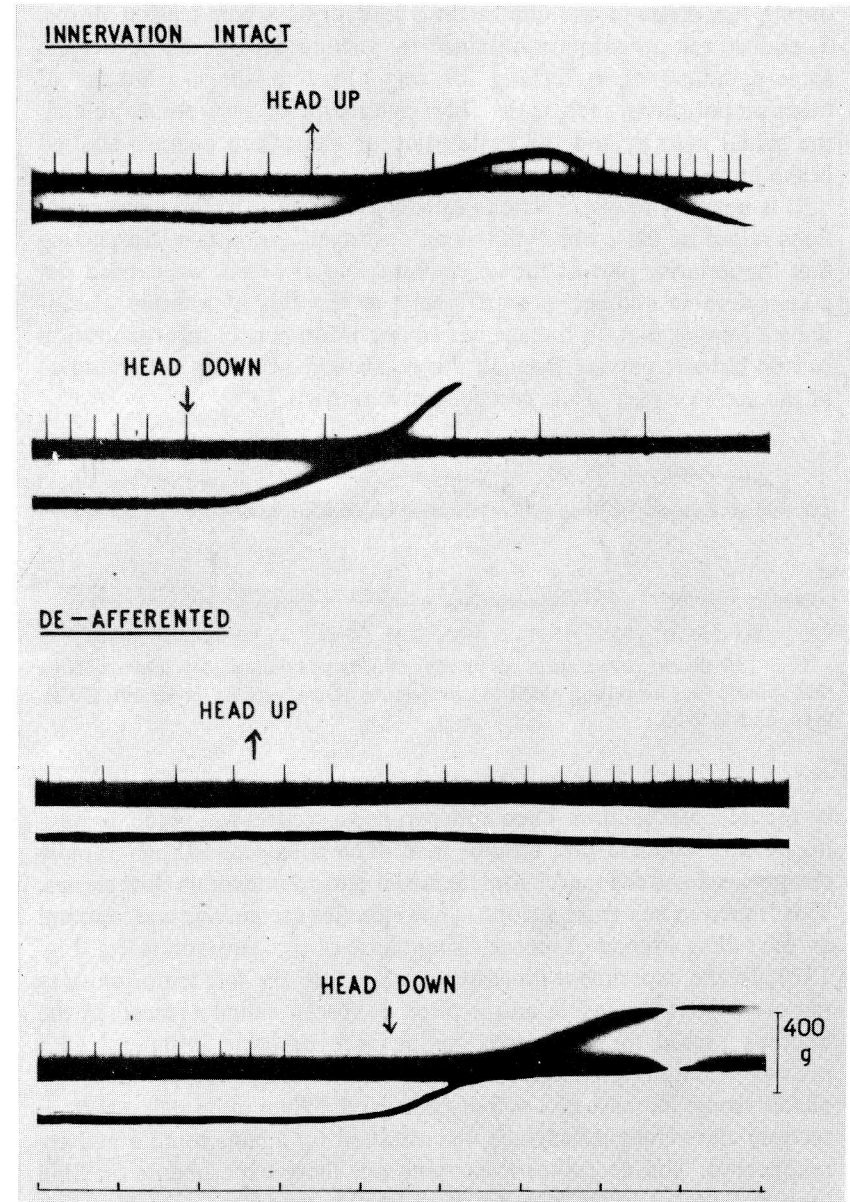 INNERVATION INTACT
HEAD UP
HEAD DOWN
DE-AFFERENTED
HEAD UP
HEAD DOWN
400
g